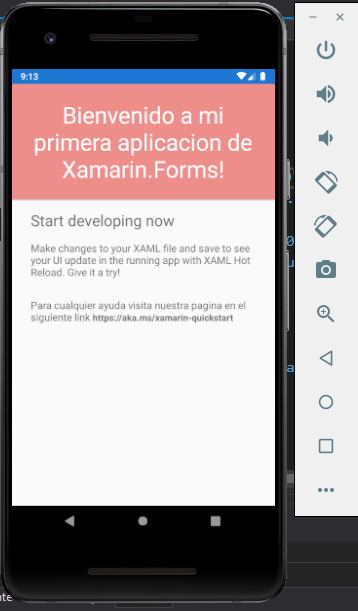 9:13
Bienvenido a mi
primera aplicacion de
Xamarin.Forms!
Start developing now
Make changes to your XAML file and save to see
your UI update in the running app with XAML Hot
Reload. Give it a try!
Para cualquier ayuda visita nuestra pagina en el
siguiente link https://aka.ms/xamarin-quickstart